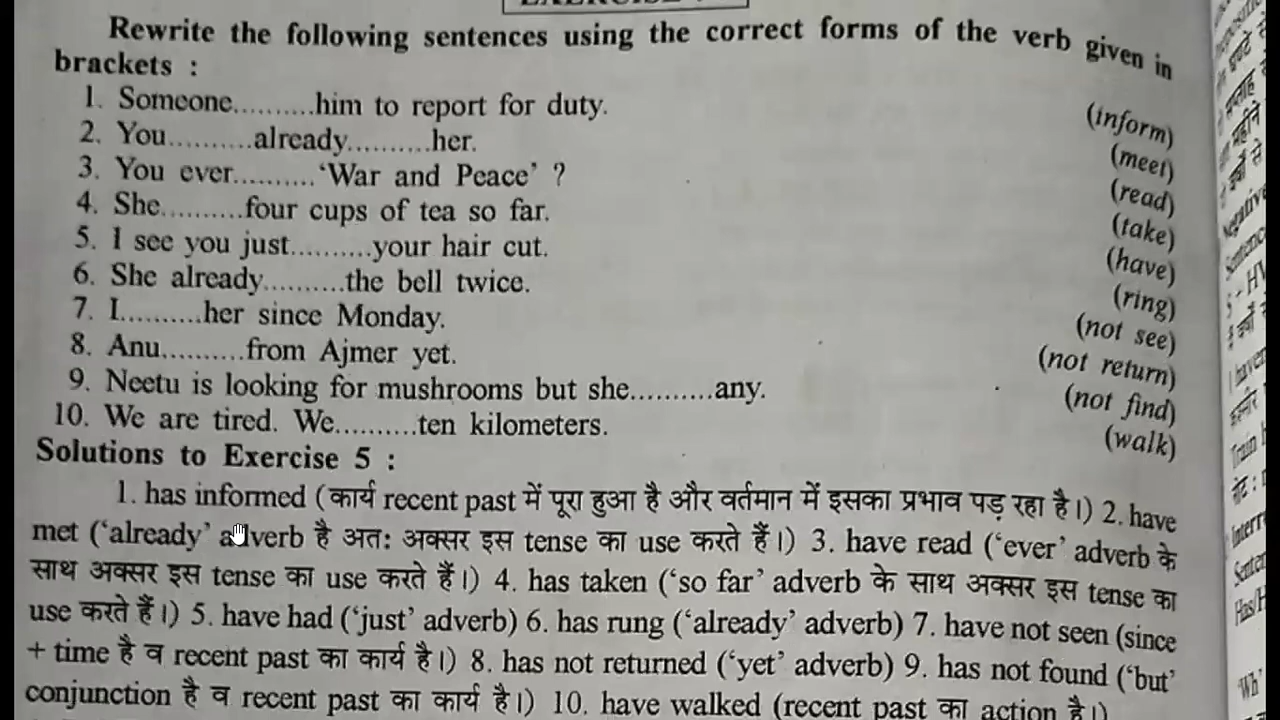 Rewrite the following sentences using the correct forms of the verb given in
brackets :
1. Someone..........him to report for duty. (inform)
2. You..........already..........her. (meet)
3. You ever..........‘War and Peace’ ? (read)
4. She..........four cups of tea so far. (take)
5. I see you just..........your hair cut. (have)
6. She already..........the bell twice. (ring)
7. I..........her since Monday. (not see)
8. Anu..........from Ajmer yet. (not return)
9. Neetu is looking for mushrooms but she..........any. (not find)
10. We are tired. We..........ten kilometers. (walk)
Solutions to Exercise 5 :
1. has informed (कार्य recent past में पूरा हुआ है और वर्तमान में इसका प्रभाव पड़ रहा है।) 2. have
met (‘already’ adverb है अतः अक्सर इस tense का use करते हैं।) 3. have read (‘ever’ adverb के
साथ अक्सर इस tense का use करते हैं।) 4. has taken (‘so far’ adverb के साथ अक्सर इस tense का
use करते हैं।) 5. have had (‘just’ adverb) 6. has rung (‘already’ adverb) 7. have not seen (since
+ time है व recent past का कार्य है।) 8. has not returned (‘yet’ adverb) 9. has not found (‘but’
conjunction है व recent past का कार्य है।) 10. have walked (recent past का action है।)